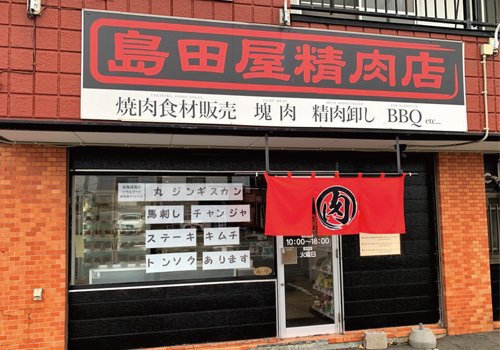 島田屋精肉店
焼肉食材販売 塊肉 精肉卸し BBQ etc...
丸 ジンギスカン
馬刺し チャンジャ
ステーキ キムチ
トンソク あります
肉
10:00~18:00
火曜日